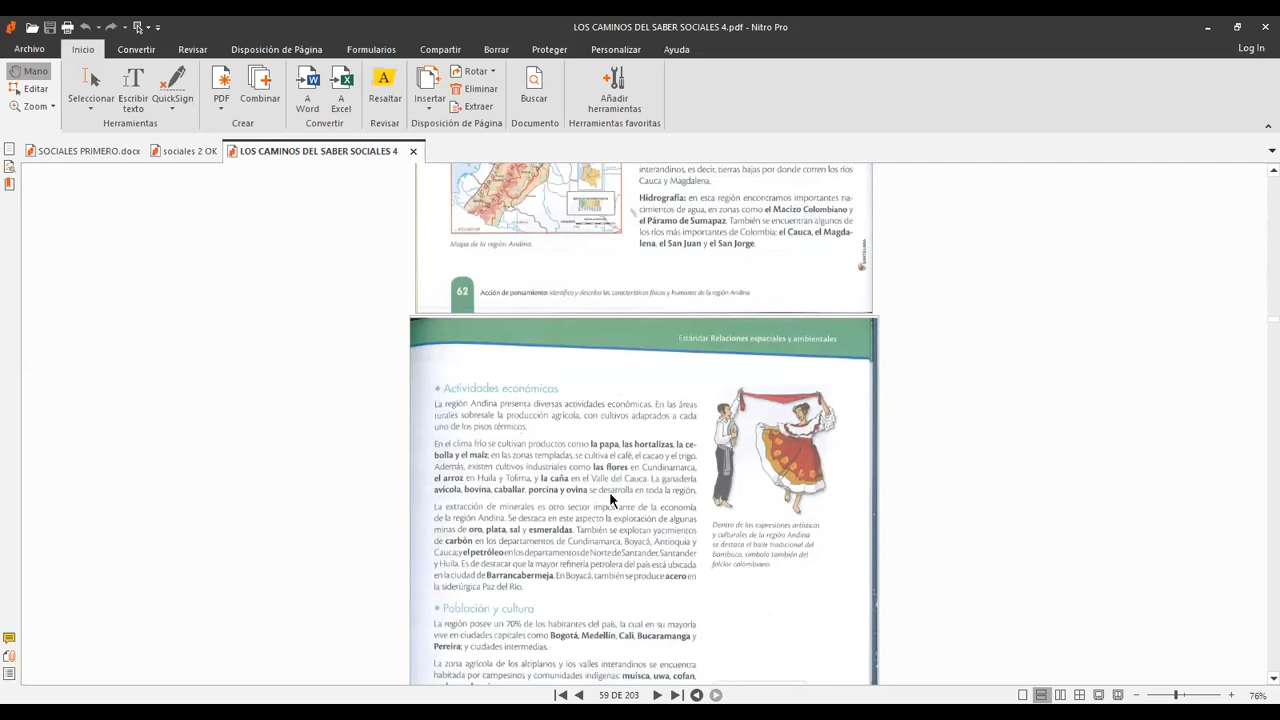 LOS CAMINOS DEL SABER SOCIALES 4.pdf - Nitro Pro
Archivo Inicio Convertir Revisar Disposición de Página Formularios Compartir Borrar Proteger Personalizar Ayuda Log In
Mano
Editar
Zoom
Seleccionar
Escribir texto
QuickSign
Herramientas
PDF
Combinar
Crear
A Word
A Excel
Convertir
Resaltar
Revisar
Insertar
Rotar
Eliminar
Extraer
Disposición de Página
Buscar
Documento
Añadir herramientas
Herramientas favoritas
SOCIALES PRIMERO.docx
sociales 2 OK
LOS CAMINOS DEL SABER SOCIALES 4
ECUADOR
Mapa de la región Andina.
interandinos, es decir, tierras bajas por donde corren los ríos
Cauca y Magdalena.
Hidrografía: en esta región encontramos importantes na-
cimientos de agua, en zonas como el Macizo Colombiano y
el Páramo de Sumapaz. También se encuentran algunos de
los ríos más importantes de Colombia: el Cauca, el Magda-
lena, el San Juan y el San Jorge.
SANTILLANA
62
Acción de pensamiento: identifico y describo las características físicas y humanas de la región Andina
Estándar Relaciones espaciales y ambientales
Actividades económicas
La región Andina presenta diversas actividades económicas. En las áreas
rurales sobresale la producción agrícola, con cultivos adaptados a cada
uno de los pisos térmicos.
En el clima frío se cultivan productos como la papa, las hortalizas, la ce-
bolla y el maíz; en las zonas templadas, se cultiva el café, el cacao y el trigo.
Además, existen cultivos industriales como las flores en Cundinamarca,
el arroz en Huila y Tolima, y la caña en el Valle del Cauca. La ganadería
avícola, bovina, caballar, porcina y ovina se desarrolla en toda la región.
La extracción de minerales es otro sector importante de la economía
de la región Andina. Se destaca en este aspecto la explotación de algunas
minas de oro, plata, sal y esmeraldas. También se explotan yacimientos
de carbón en los departamentos de Cundinamarca, Boyacá, Antioquia y
Cauca; y el petróleo en los departamentos de Norte de Santander, Santander
y Huila. Es de destacar que la mayor refinería petrolera del país está ubicada
en la ciudad de Barrancabermeja. En Boyacá, también se produce acero en
la siderúrgica Paz del Río.
Dentro de las expresiones artísticas
y culturales de la región Andina
se destaca el baile tradicional del
bambuco, símbolo también del
folclor colombiano.
Población y cultura
La región posee un 70% de los habitantes del país, la cual en su mayoría
vive en ciudades capitales como Bogotá, Medellín, Cali, Bucaramanga y
Pereira; y ciudades intermedias.
La zona agrícola de los altiplanos y los valles interandinos se encuentra
habitada por campesinos y comunidades indígenas: muisca, uwa, cofan,
59 DE 203
76%